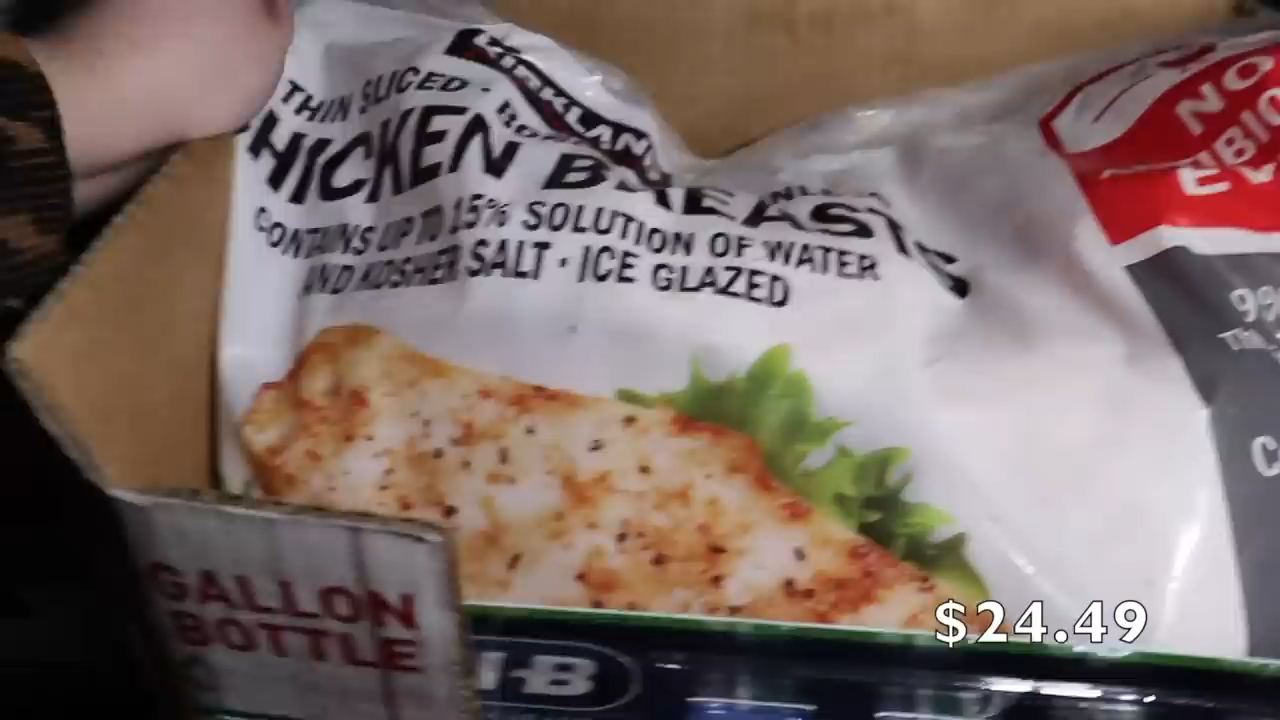 KIRKLAND
THIN SLICED •
HICKEN BREASTS
CONTAINS UP TO 15% SOLUTION OF WATER
AND KOSHER SALT • ICE GLAZED
NO
99
GALLON
BOTTLE
-B
$24.49